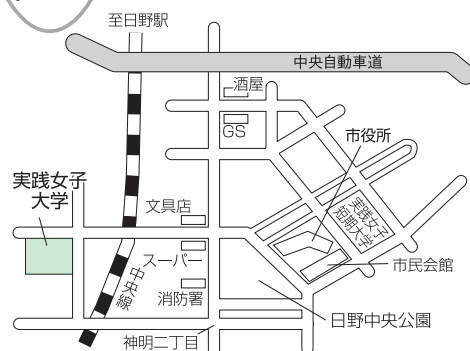 至日野駅
中央自動車道
酒屋
GS
市役所
実践女子
大学
文具店
実践女子
短期大学
スーパー
市民会館
中央線
消防署
日野中央公園
神明二丁目